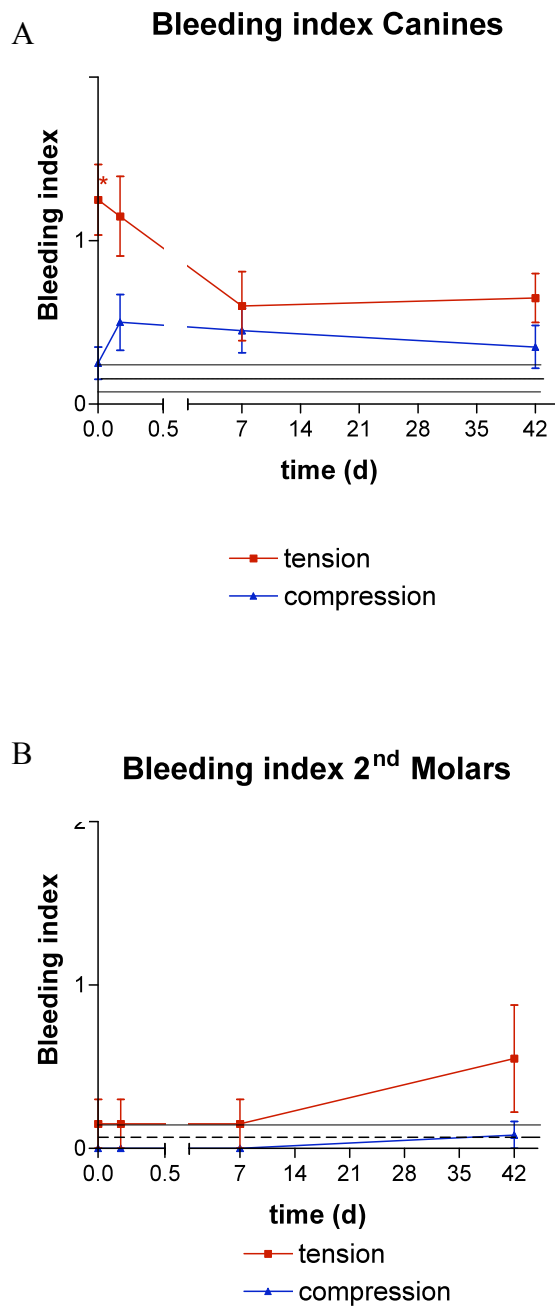 A
Bleeding index Canines
Bleeding index
*
1
0
0.0 0.5 7 14 21 28 35 42
time (d)
tension
compression
B
Bleeding index 2nd Molars
Bleeding index
2
1
0
0.0 0.5 7 14 21 28 35 42
time (d)
tension
compression